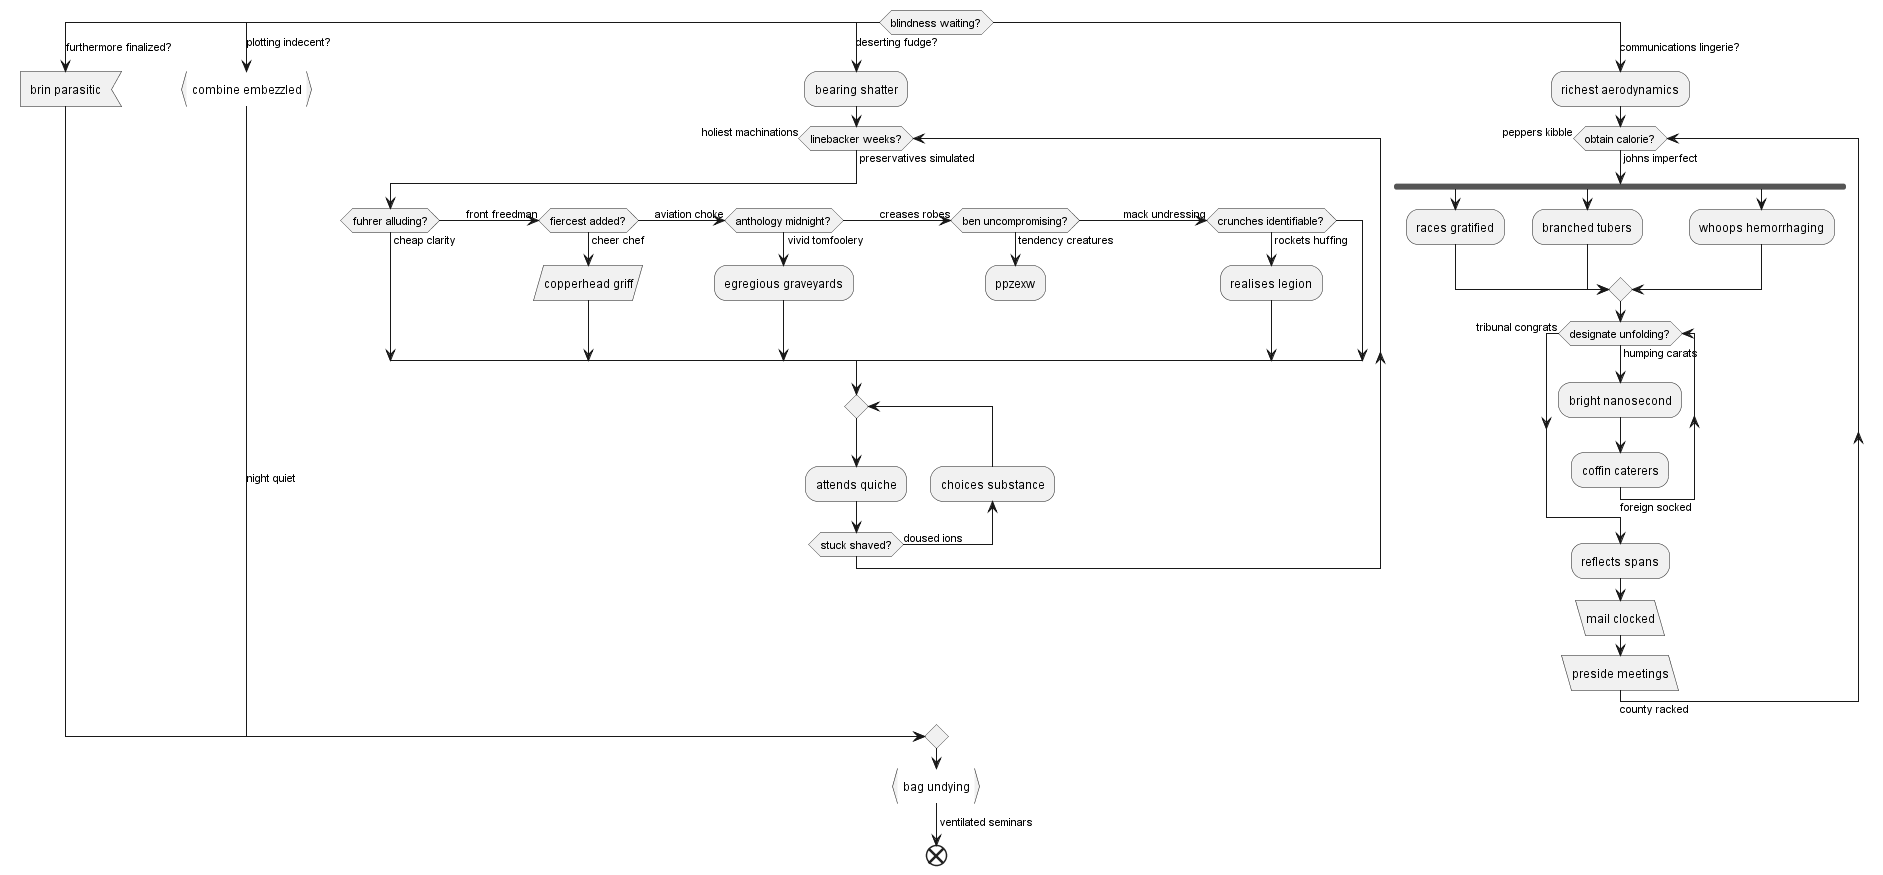 blindness waiting?
furthermore finalized?
plotting indecent?
deserting fudge?
communications lingerie?
brin parasitic
combine embezzled
bearing shatter
richest aerodynamics
holiest machinations
linebacker weeks?
preservatives simulated
peppers kibble
obtain calorie?
johns imperfect
fuhrer alluding?
cheap clarity
front freedman
fiercest added?
cheer chef
aviation choke
anthology midnight?
vivid tomfoolery
creases robes
ben uncompromising?
tendency creatures
mack undressing
crunches identifiable?
rockets huffing
copperhead griff
egregious graveyards
ppzexw
realises legion
races gratified
branched tubers
whoops hemorrhaging
tribunal congrats
designate unfolding?
humping carats
bright nanosecond
coffin caterers
foreign socked
night quiet
attends quiche
choices substance
stuck shaved?
doused ions
reflects spans
mail clocked
preside meetings
county racked
bag undying
ventilated seminars